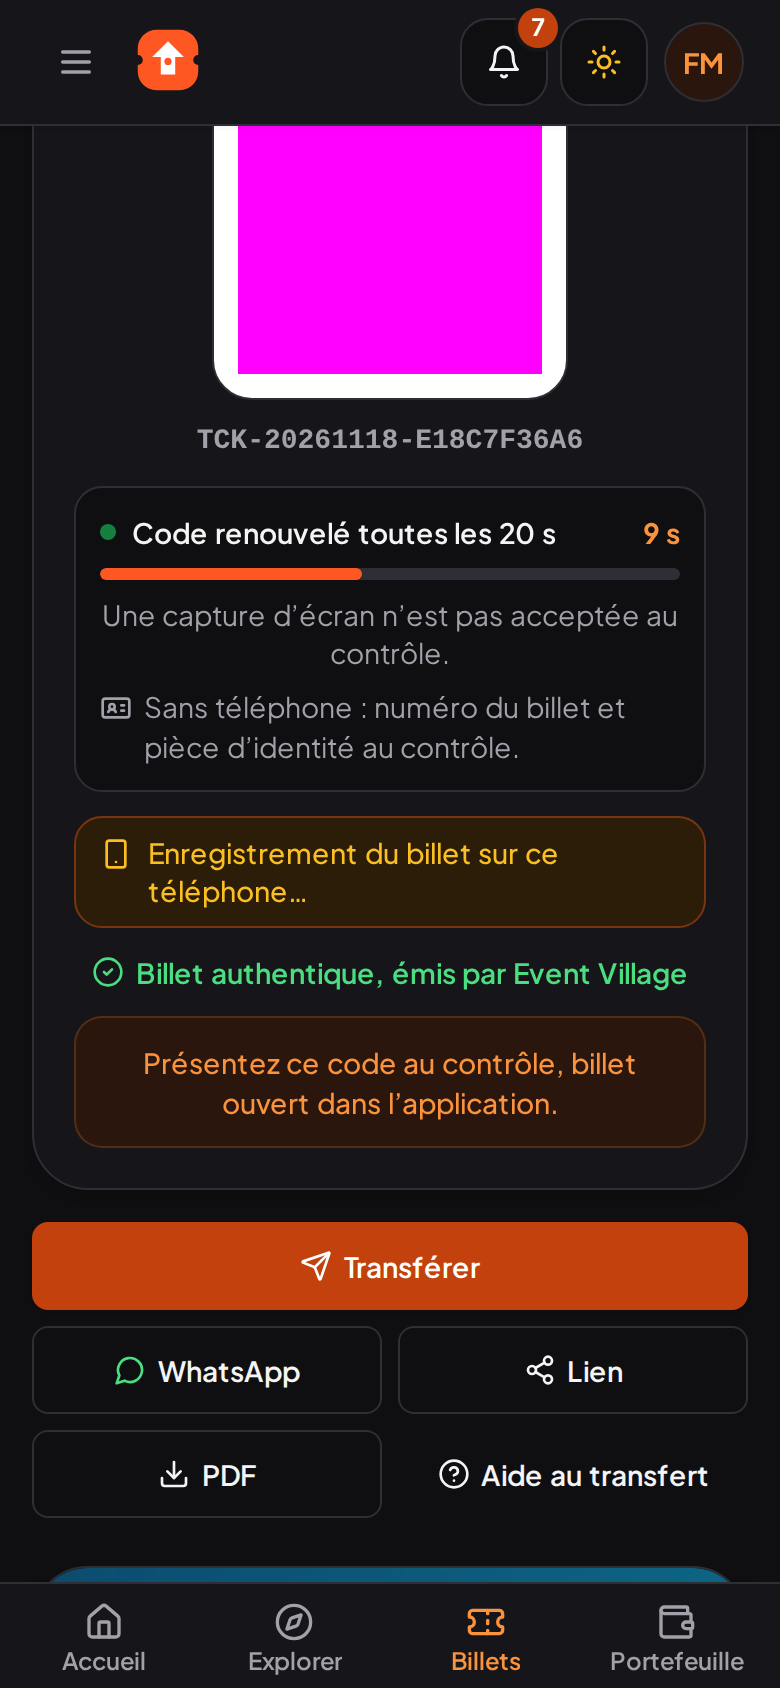 7
FM
TCK-20261118-E18C7F36A6
Code renouvelé toutes les 20 s 9 s
Une capture d’écran n’est pas acceptée au
contrôle.
Sans téléphone : numéro du billet et
pièce d’identité au contrôle.
Enregistrement du billet sur ce
téléphone…
Billet authentique, émis par Event Village
Présentez ce code au contrôle, billet
ouvert dans l’application.
Transférer
WhatsApp
Lien
PDF
Aide au transfert
Accueil
Explorer
Billets
Portefeuille